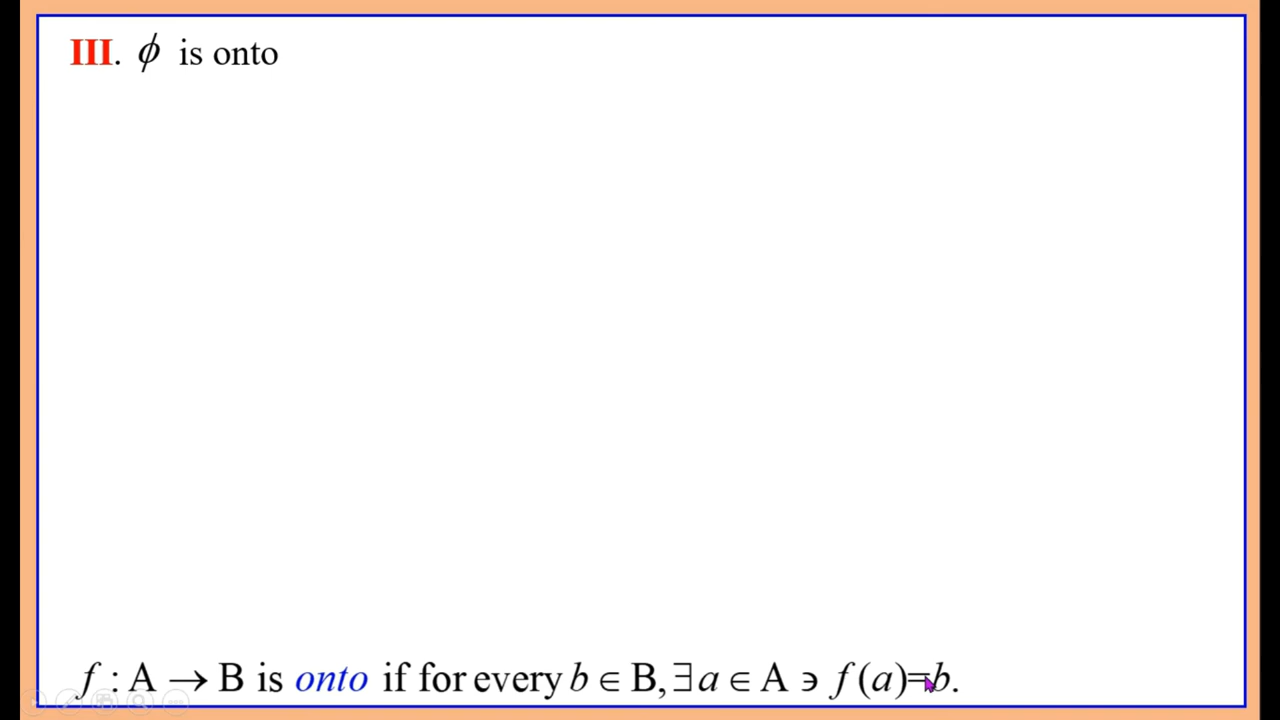 III. ϕ is onto
f : A → B is onto if for every b ∈ B, ∃ a ∈ A ∍ f (a)=b.